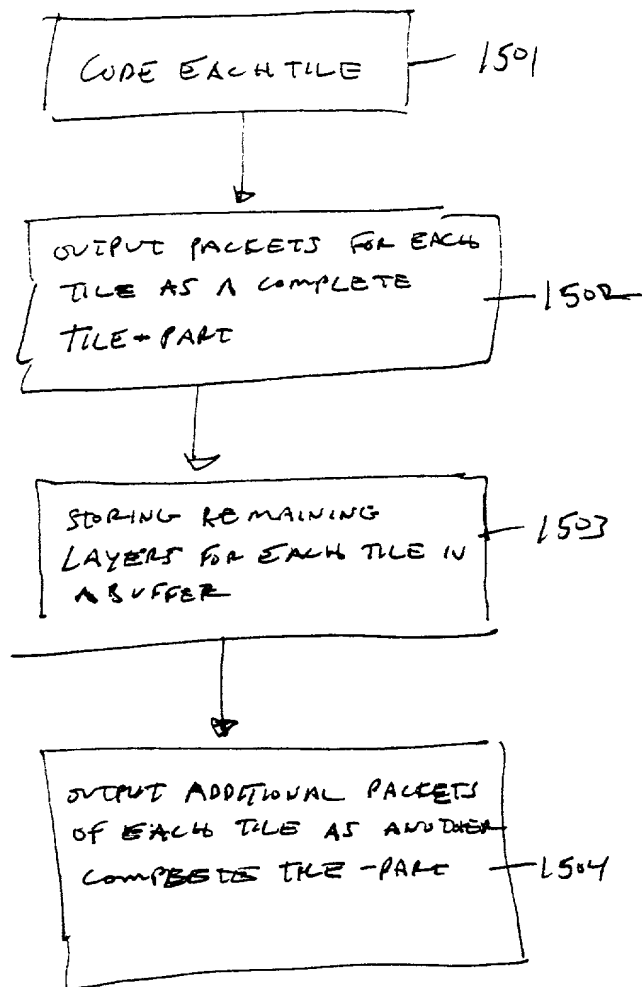 CODE EACH TILE
1501
OUTPUT PACKETS FOR EACH
TILE AS A COMPLETE
TILE-PART
1502
STORING REMAINING
LAYERS FOR EACH TILE IN
A BUFFER
1503
OUTPUT ADDITIONAL PACKETS
OF EACH TILE AS ANOTHER
COMPLETE TILE-PART
1504